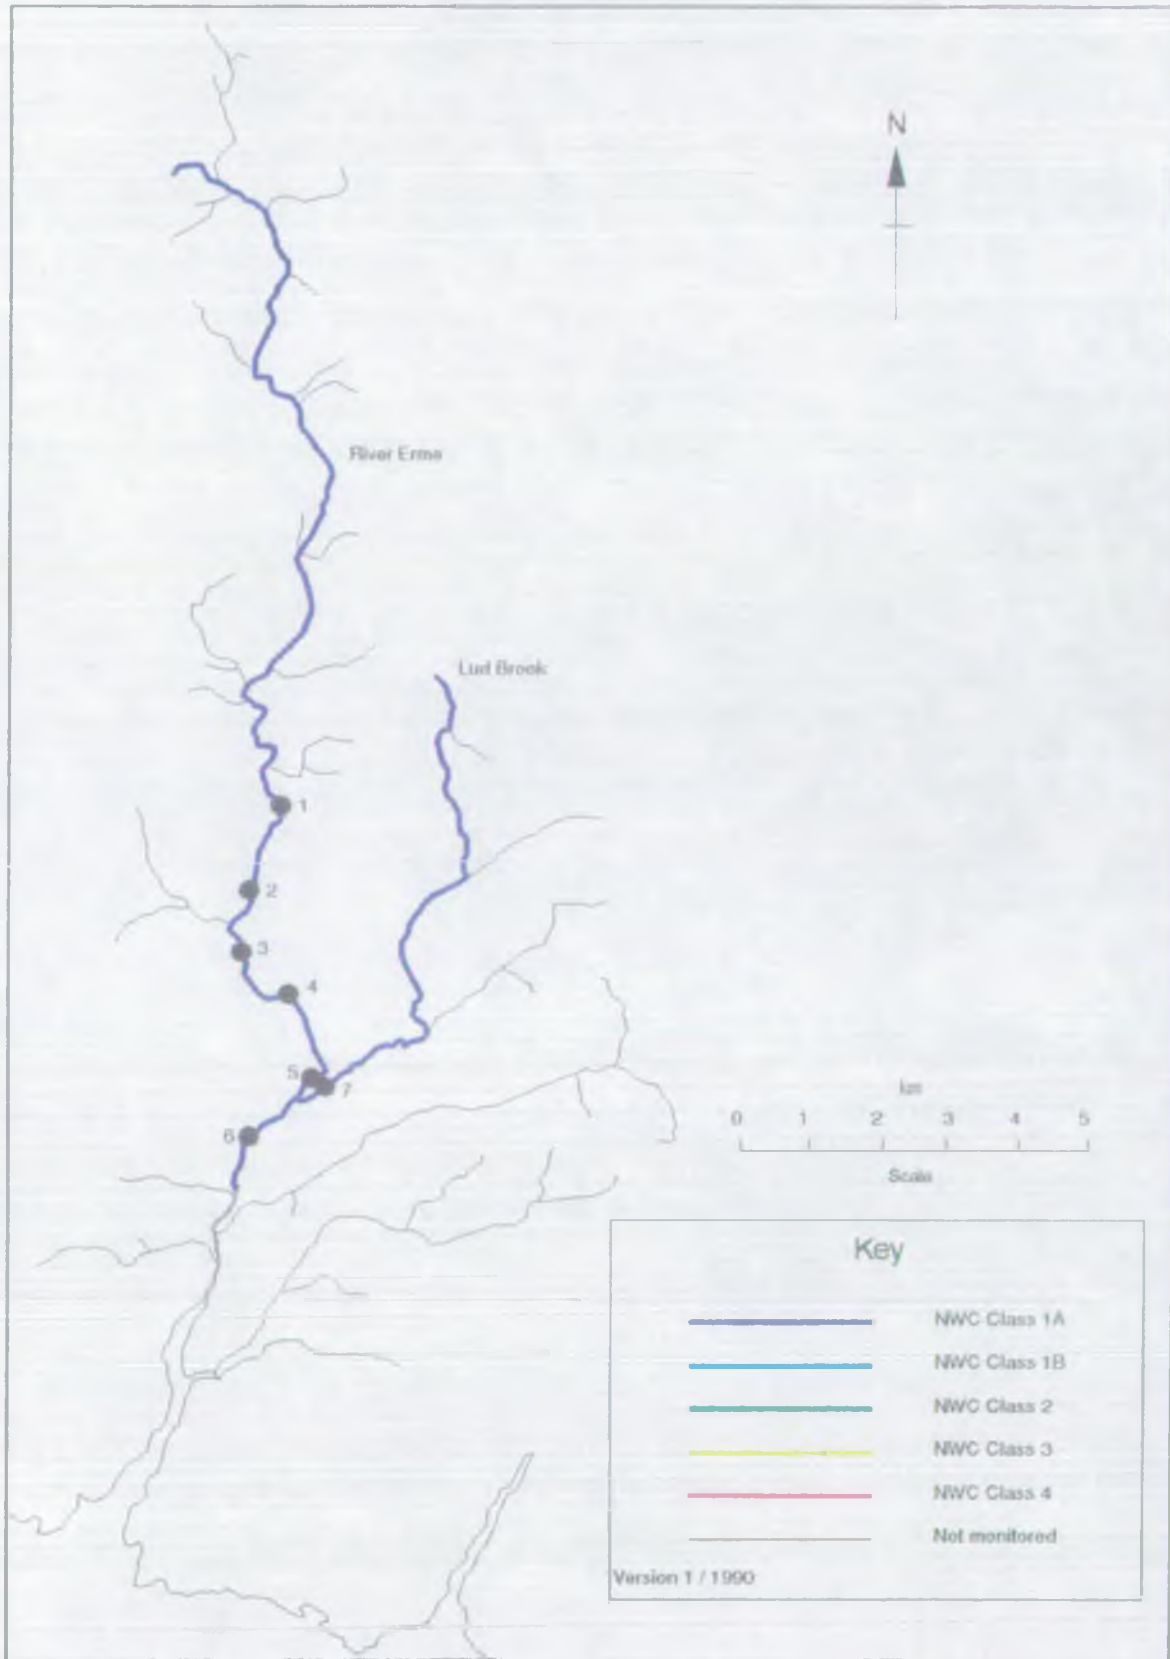 N
River Erme
Lud Brook
1
2
3
4
5
7
6
km
0 1 2 3 4 5
Scale
Key
NWC Class 1A
NWC Class 1B
NWC Class 2
NWC Class 3
NWC Class 4
Not monitored
Version 1 / 1990